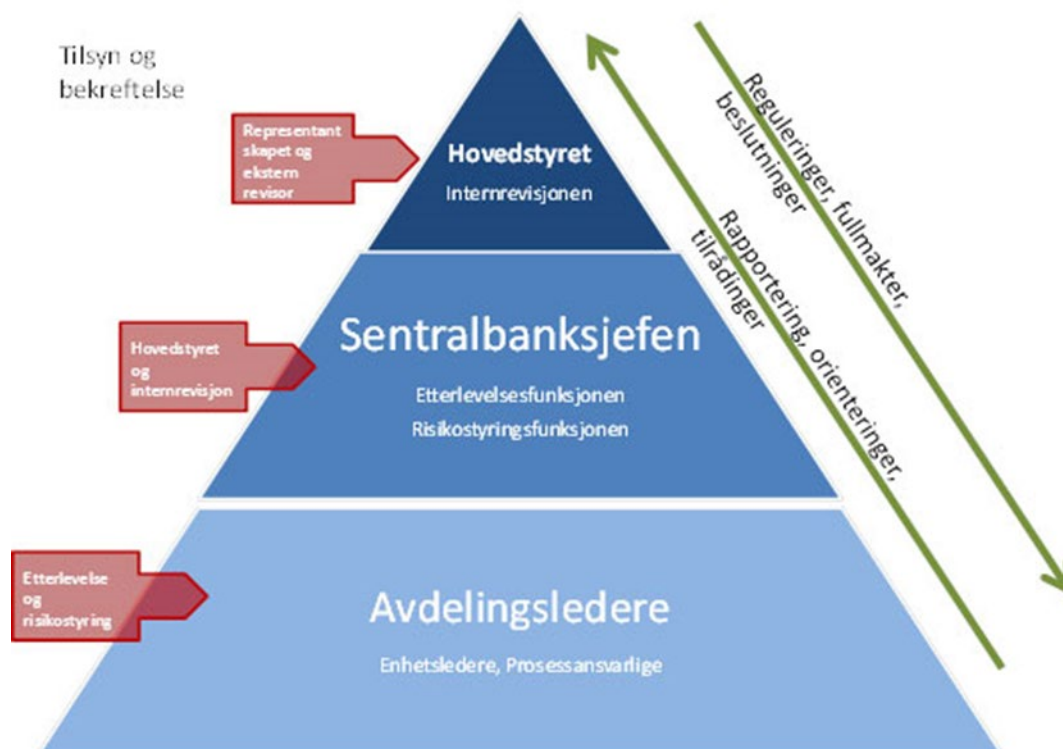 Tilsyn og
bekreftelse
Representant
skapet og
ekstern
revisor
Hovedstyret
Internrevisjonen
Hovedstyret
og
internrevisjon
Sentralbanksjefen
Etterlevelsesfunksjonen
Risikostyringsfunksjonen
Etterlevelse
og
risikostyring
Avdelingsledere
Enhetsledere, Prosessansvarlige
Reguleringer, fullmakter,
beslutninger
Rapportering, orienteringer,
tilrådinger